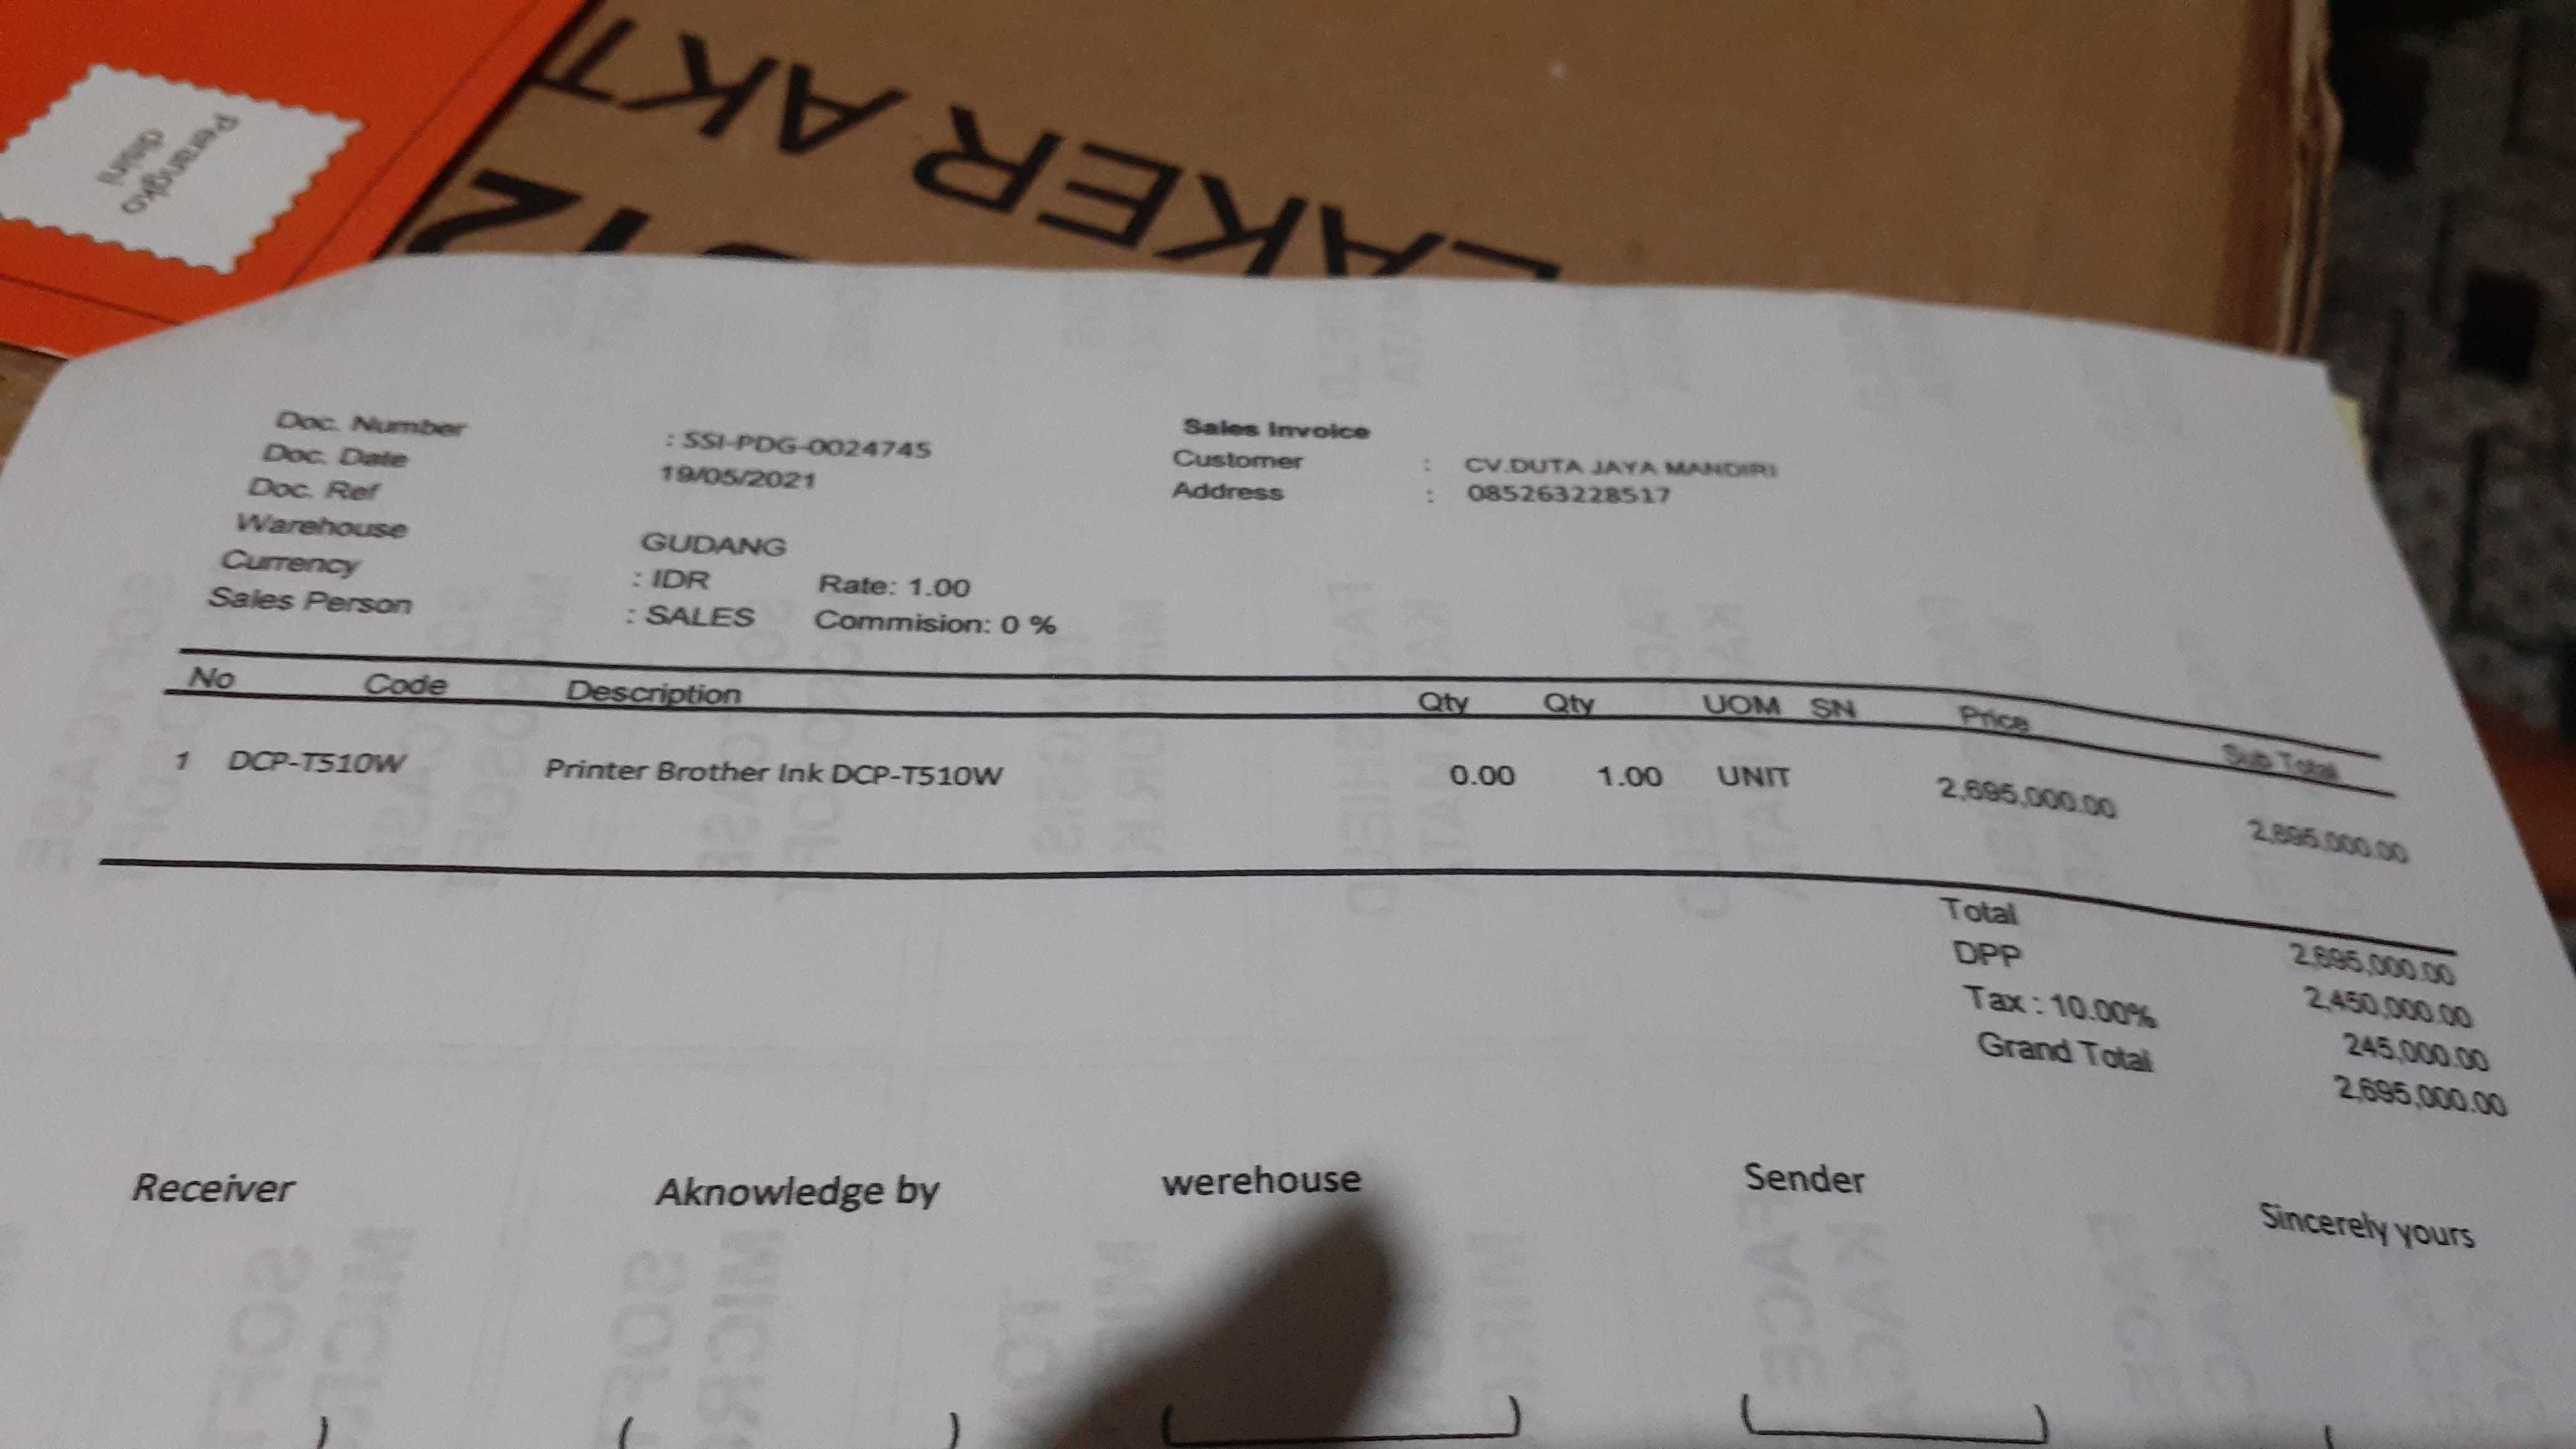 Perangko
disini
LAKER AKT
Doc. Number : SSI-PDG-0024745
Doc. Date 19/05/2021
Doc. Ref
Warehouse GUDANG
Currency : IDR Rate: 1.00
Sales Person : SALES Commision: 0 %
Sales Invoice
Customer : CV.DUTA JAYA MANDIRI
Address : 085263228517
No Code Description Qty Qty UOM SN Price Sub Total
1 DCP-T510W Printer Brother Ink DCP-T510W 0.00 1.00 UNIT 2,695,000.00 2,695,000.00
Total 2,695,000.00
DPP 2,450,000.00
Tax : 10.00% 245,000.00
Grand Total 2,695,000.00
Receiver Aknowledge by werehouse Sender Sincerely yours